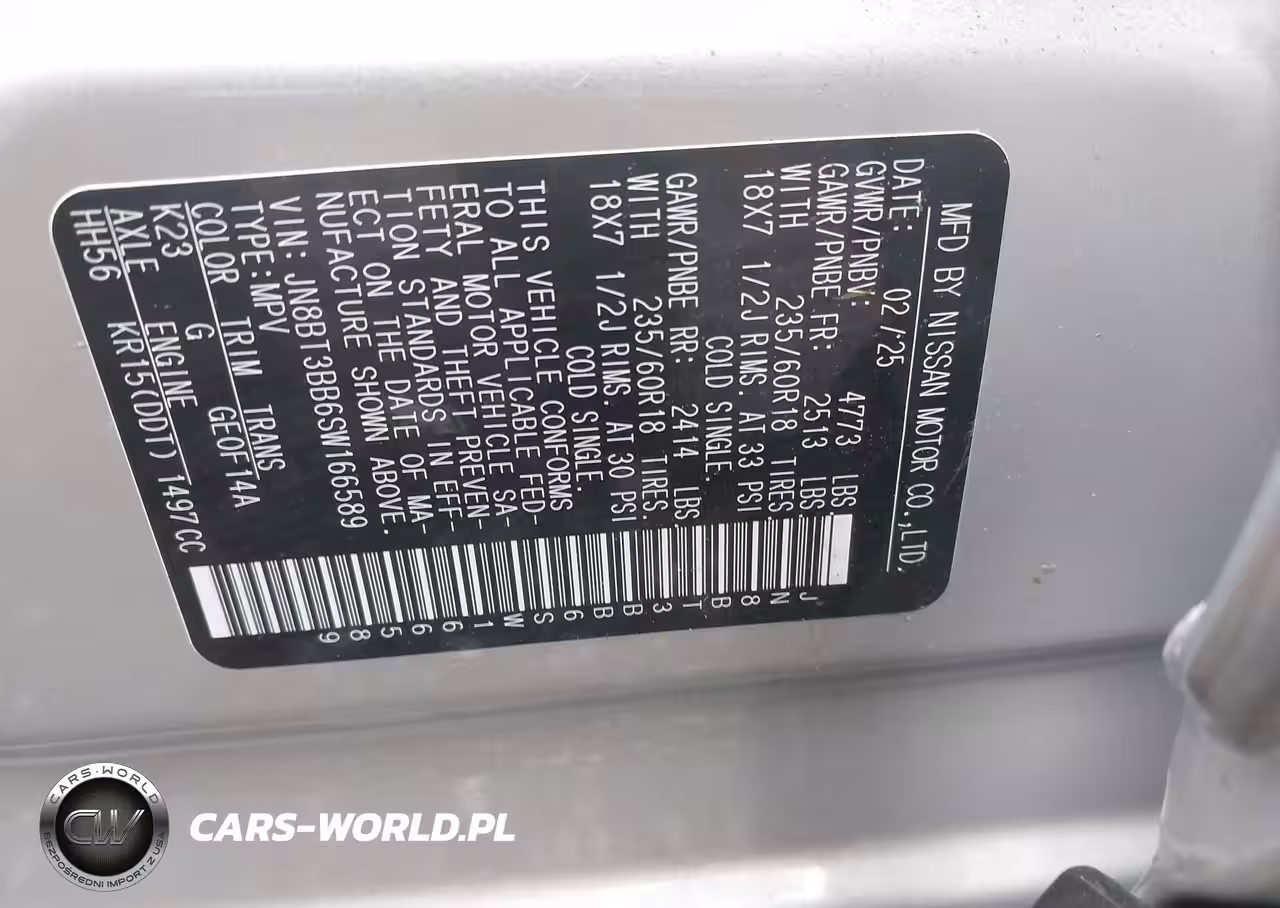 MFD BY NISSAN MOTOR CO.,LTD.
DATE: 02/25
GVWR/PNBV: 4773 LBS
GAWR/PNBE FR: 2513 LBS
WITH 235/60R18 TIRES
18X7 1/2J RIMS. AT 33 PSI
COLD SINGLE.
GAWR/PNBE RR: 2414 LBS
WITH 235/60R18 TIRES.
18X7 1/2J RIMS. AT 30 PSI
COLD SINGLE.
THIS VEHICLE CONFORMS
TO ALL APPLICABLE FED-
ERAL MOTOR VEHICLE SA-
FETY AND THEFT PREVEN-
TION STANDARDS IN EFF-
ECT ON THE DATE OF MA-
NUFACTURE SHOWN ABOVE.
VIN: JN8BT3BB6SW166589
TYPE:MPV
COLOR TRIM TRANS
K23 G GE0F14A
AXLE ENGINE
HH56 KR15(DDT) 1497CC
JN8BT3BB6SW166589
CARS-WORLD
CW
BEZPOŚREDNI IMPORT Z USA
CARS-WORLD.PL